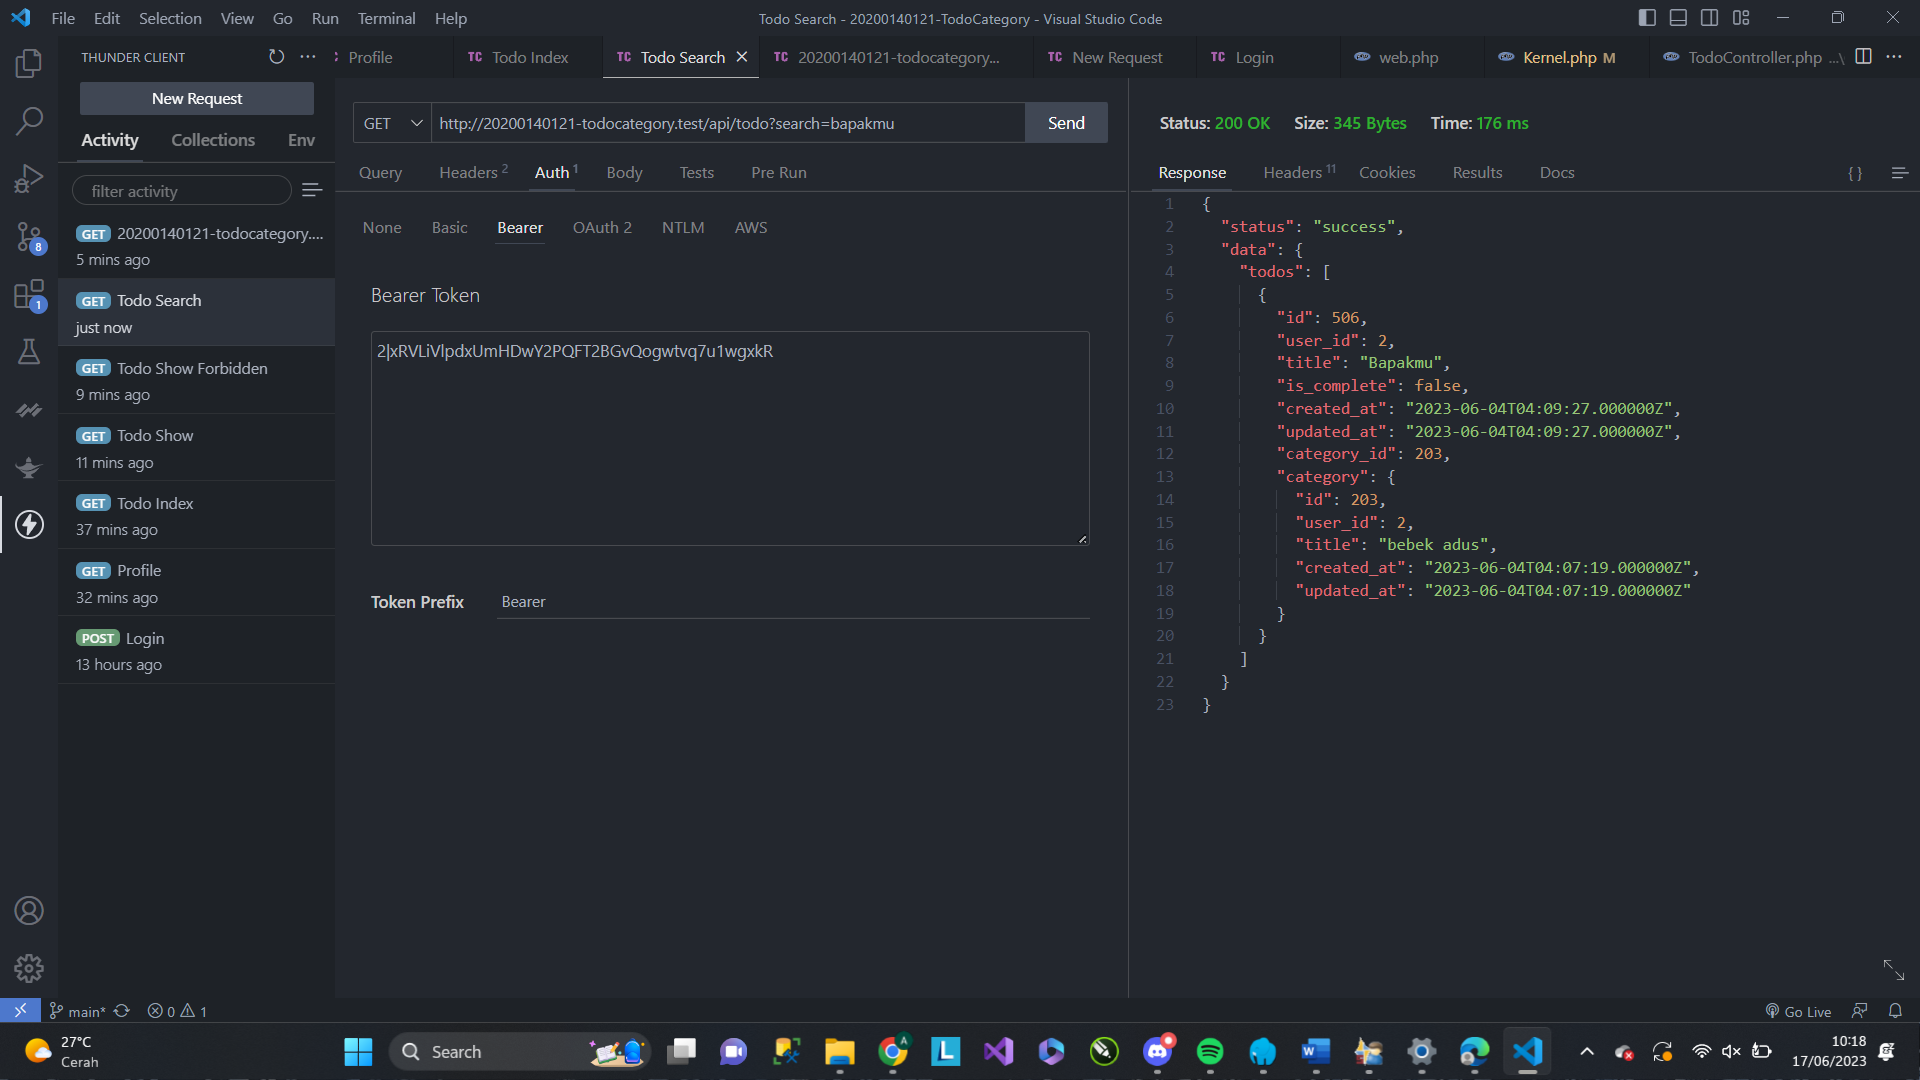 File Edit Selection View Go Run Terminal Help
Todo Search - 20200140121-TodoCategory - Visual Studio Code
THUNDER CLIENT
TC Profile
TC Todo Index
TC Todo Search
TC 20200140121-todocategory...
TC New Request
TC Login
web.php
Kernel.php M
TodoController.php ...\
New Request
Activity Collections Env
filter activity
GET 20200140121-todocategory....
5 mins ago
GET Todo Search
just now
GET Todo Show Forbidden
9 mins ago
GET Todo Show
11 mins ago
GET Todo Index
37 mins ago
GET Profile
32 mins ago
POST Login
13 hours ago
8
1
GET http://20200140121-todocategory.test/api/todo?search=bapakmu Send
Query Headers 2 Auth 1 Body Tests Pre Run
None Basic Bearer OAuth 2 NTLM AWS
Bearer Token
2|xRVLiVlpdxUmHDwY2PQFT2BGvQogwtvq7u1wgxkR
Token Prefix Bearer
Status: 200 OK Size: 345 Bytes Time: 176 ms
Response Headers 11 Cookies Results Docs { }
1 {
2 "status": "success",
3 "data": {
4 "todos": [
5 {
6 "id": 506,
7 "user_id": 2,
8 "title": "Bapakmu",
9 "is_complete": false,
10 "created_at": "2023-06-04T04:09:27.000000Z",
11 "updated_at": "2023-06-04T04:09:27.000000Z",
12 "category_id": 203,
13 "category": {
14 "id": 203,
15 "user_id": 2,
16 "title": "bebek adus",
17 "created_at": "2023-06-04T04:07:19.000000Z",
18 "updated_at": "2023-06-04T04:07:19.000000Z"
19 }
20 }
21 ]
22 }
23 }
main* 0 1
Go Live
27°C
Cerah
Search
A
L
10:18
17/06/2023